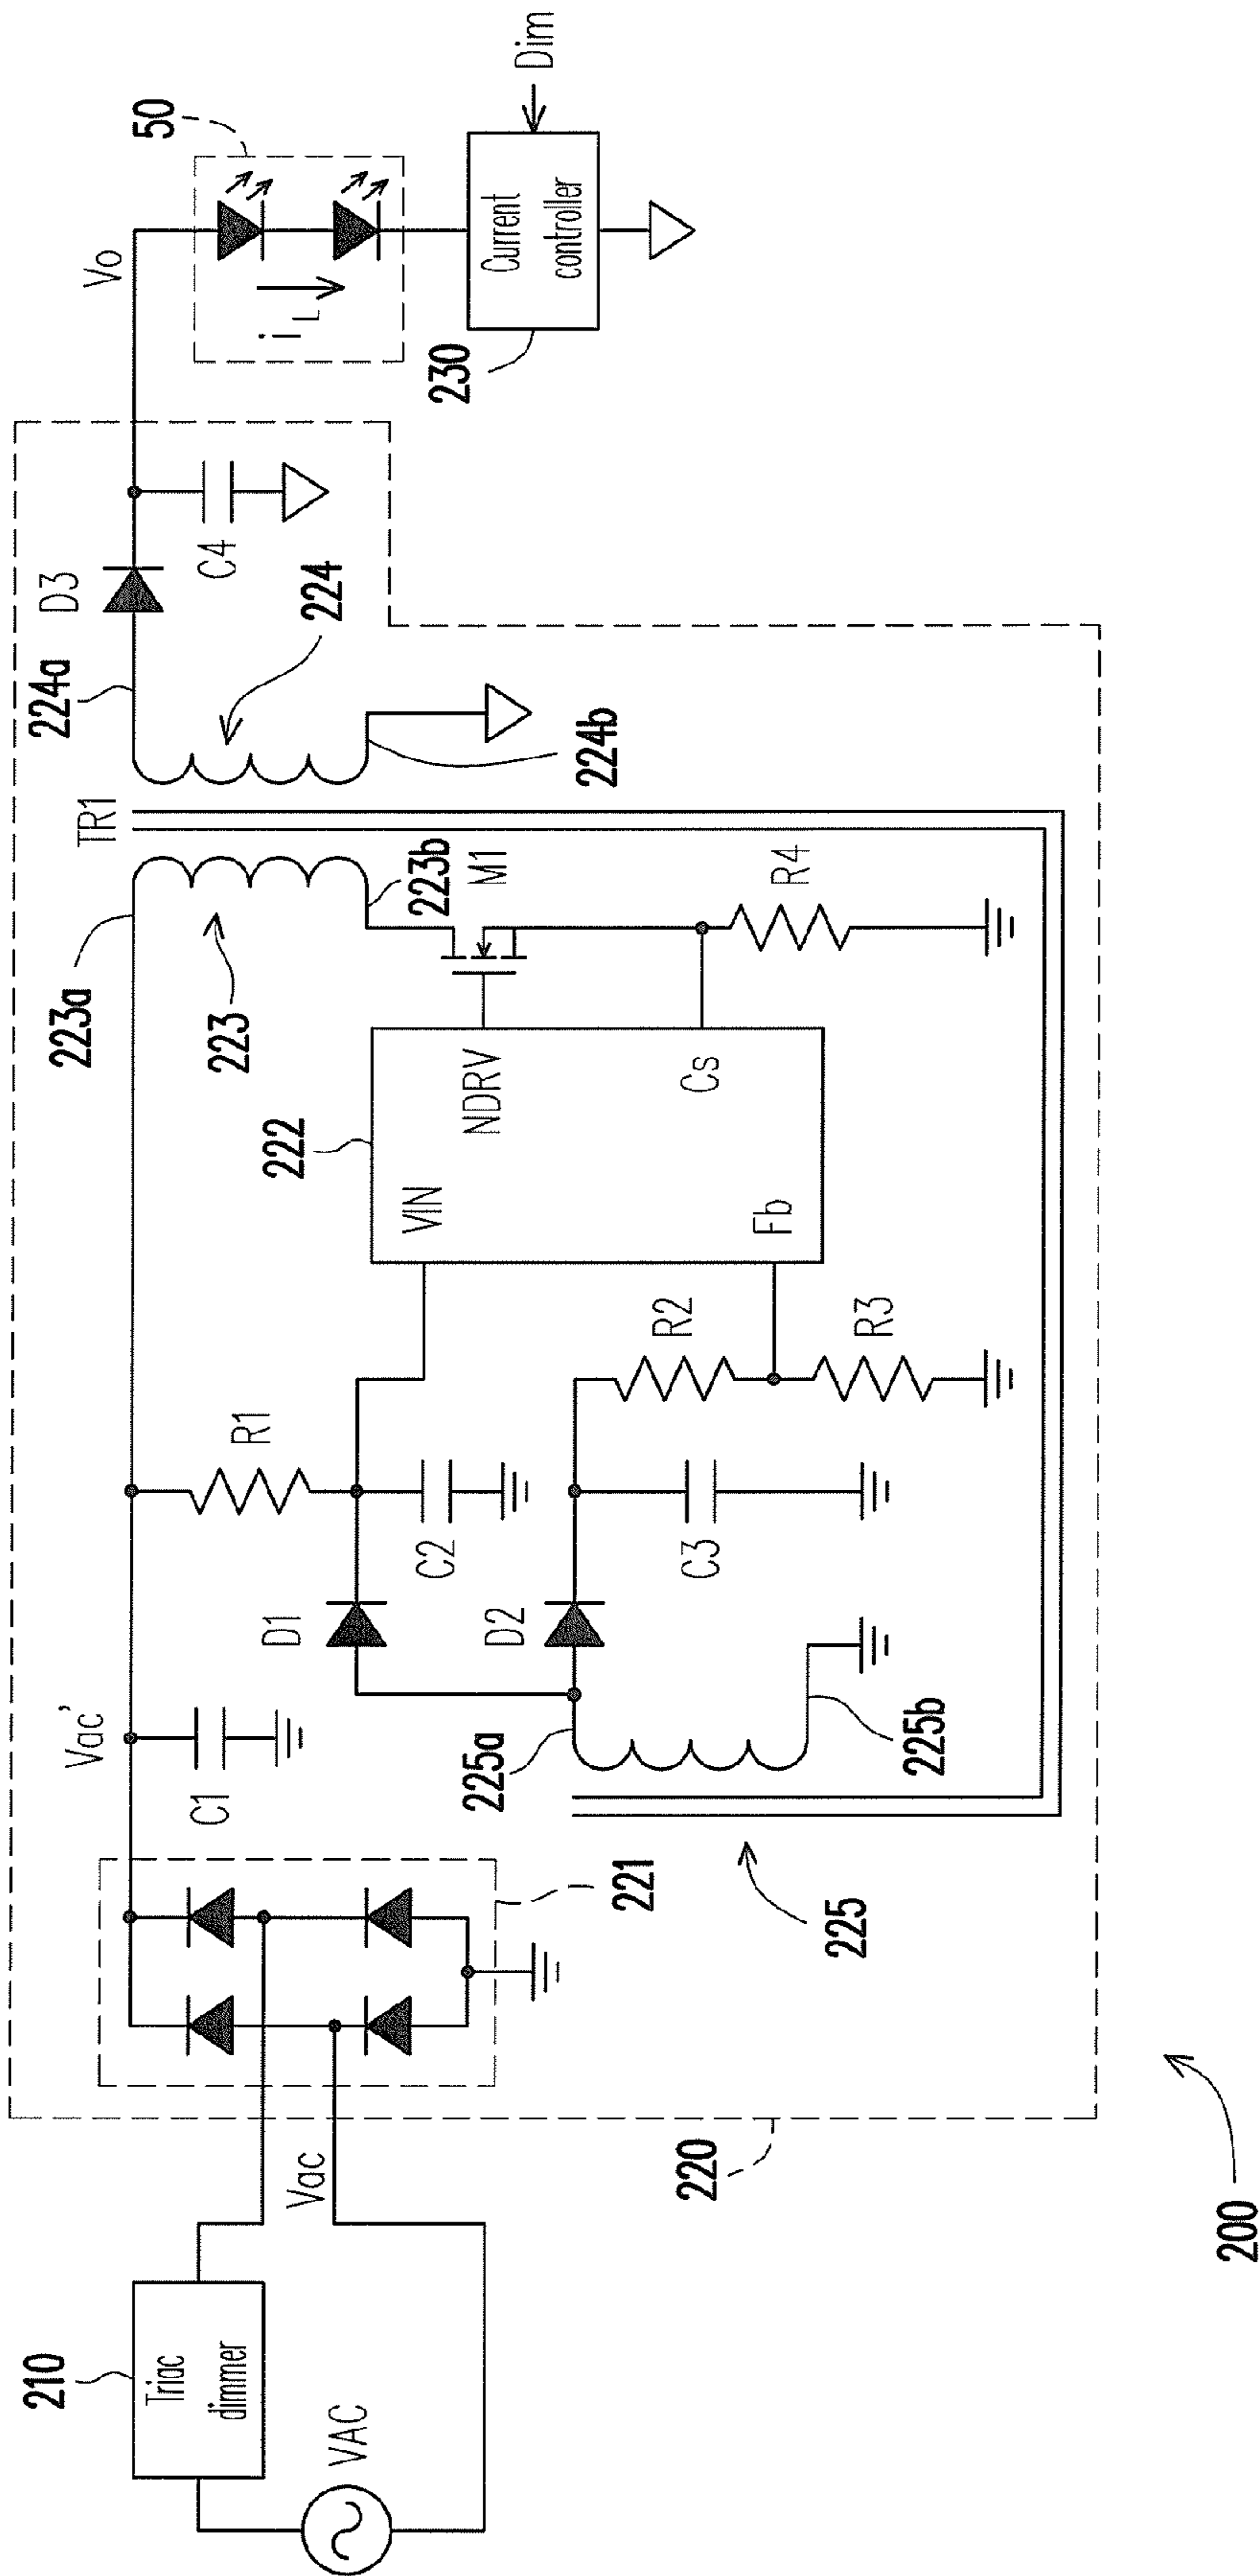 210
Triac
dimmer
VAC
Vac
220
200
221
Vac'
C1
225
225a
225b
D1
D2
R1
C2
C3
R2
R3
222
VIN
NDRV
Fb
Cs
223a
223
223b
M1
R4
TR1
224a
224
224b
D3
C4
Vo
50
iL
230
Current
controller
Dim